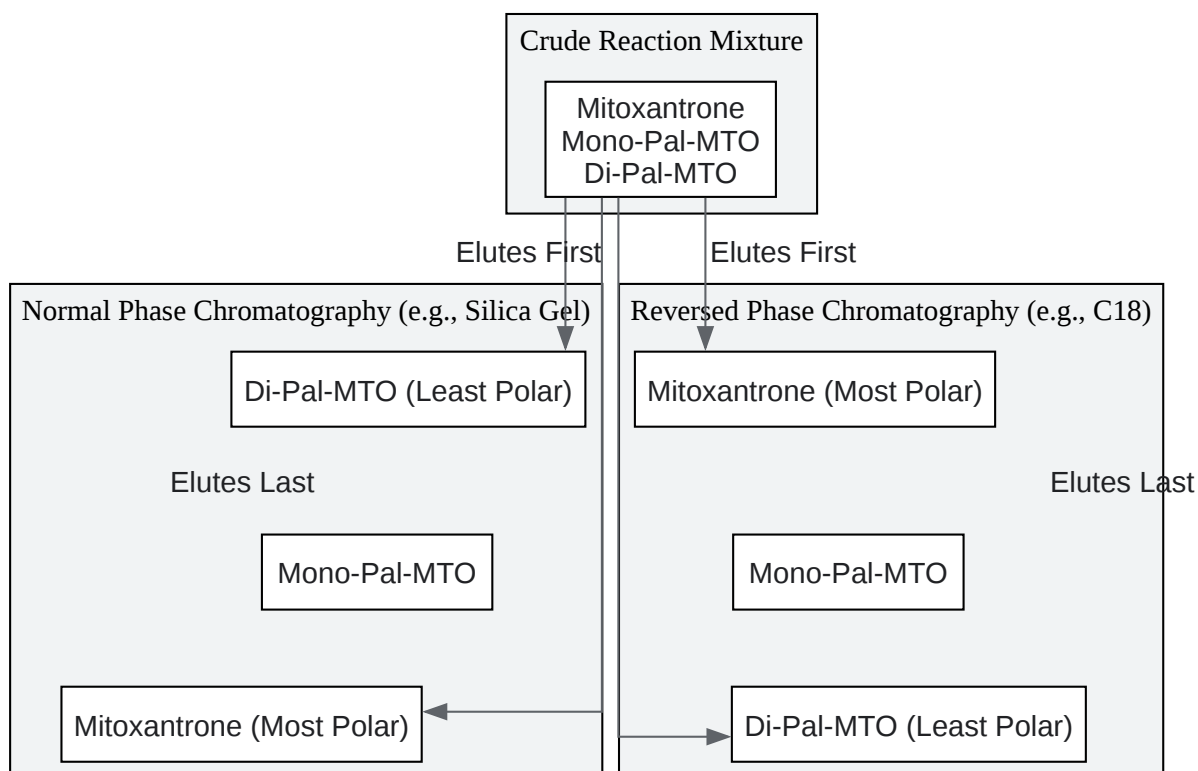 Crude Reaction Mixture
Mitoxantrone
Mono-Pal-MTO
Di-Pal-MTO
Elutes First
Elutes First
Normal Phase Chromatography (e.g., Silica Gel)
Reversed Phase Chromatography (e.g., C18)
Di-Pal-MTO (Least Polar)
Mitoxantrone (Most Polar)
Elutes Last
Elutes Last
Mono-Pal-MTO
Mono-Pal-MTO
Mitoxantrone (Most Polar)
Di-Pal-MTO (Least Polar)